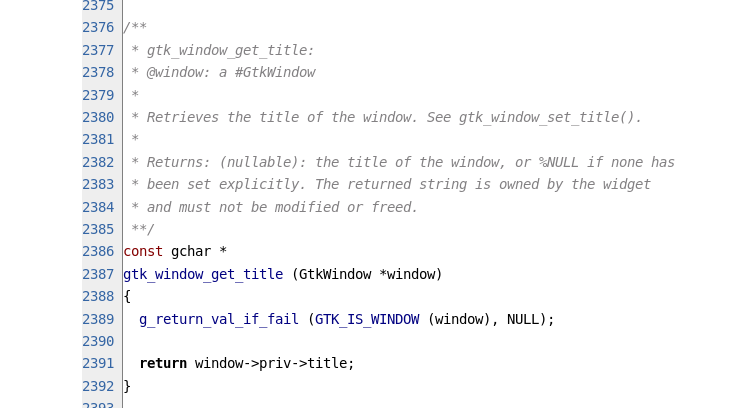 2375
2376 /**
2377  * gtk_window_get_title:
2378  * @window: a #GtkWindow
2379  *
2380  * Retrieves the title of the window. See gtk_window_set_title().
2381  *
2382  * Returns: (nullable): the title of the window, or %NULL if none has
2383  * been set explicitly. The returned string is owned by the widget
2384  * and must not be modified or freed.
2385  **/
2386 const gchar *
2387 gtk_window_get_title (GtkWindow *window)
2388 {
2389   g_return_val_if_fail (GTK_IS_WINDOW (window), NULL);
2390
2391   return window->priv->title;
2392 }
2393